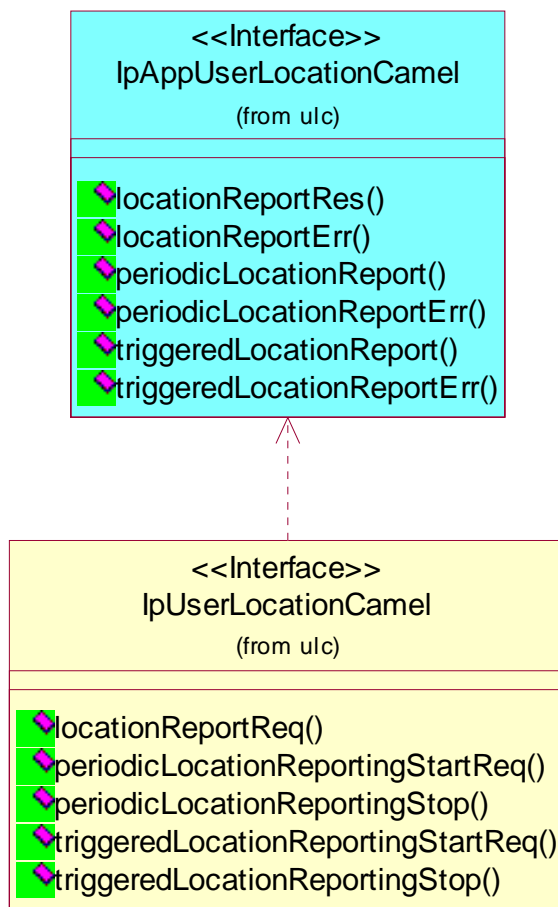 <<Interface>>
IpAppUserLocationCamel
(from ulc)
locationReportRes()
locationReportErr()
periodicLocationReport()
periodicLocationReportErr()
triggeredLocationReport()
triggeredLocationReportErr()
<<Interface>>
IpUserLocationCamel
(from ulc)
locationReportReq()
periodicLocationReportingStartReq()
periodicLocationReportingStop()
triggeredLocationReportingStartReq()
triggeredLocationReportingStop()